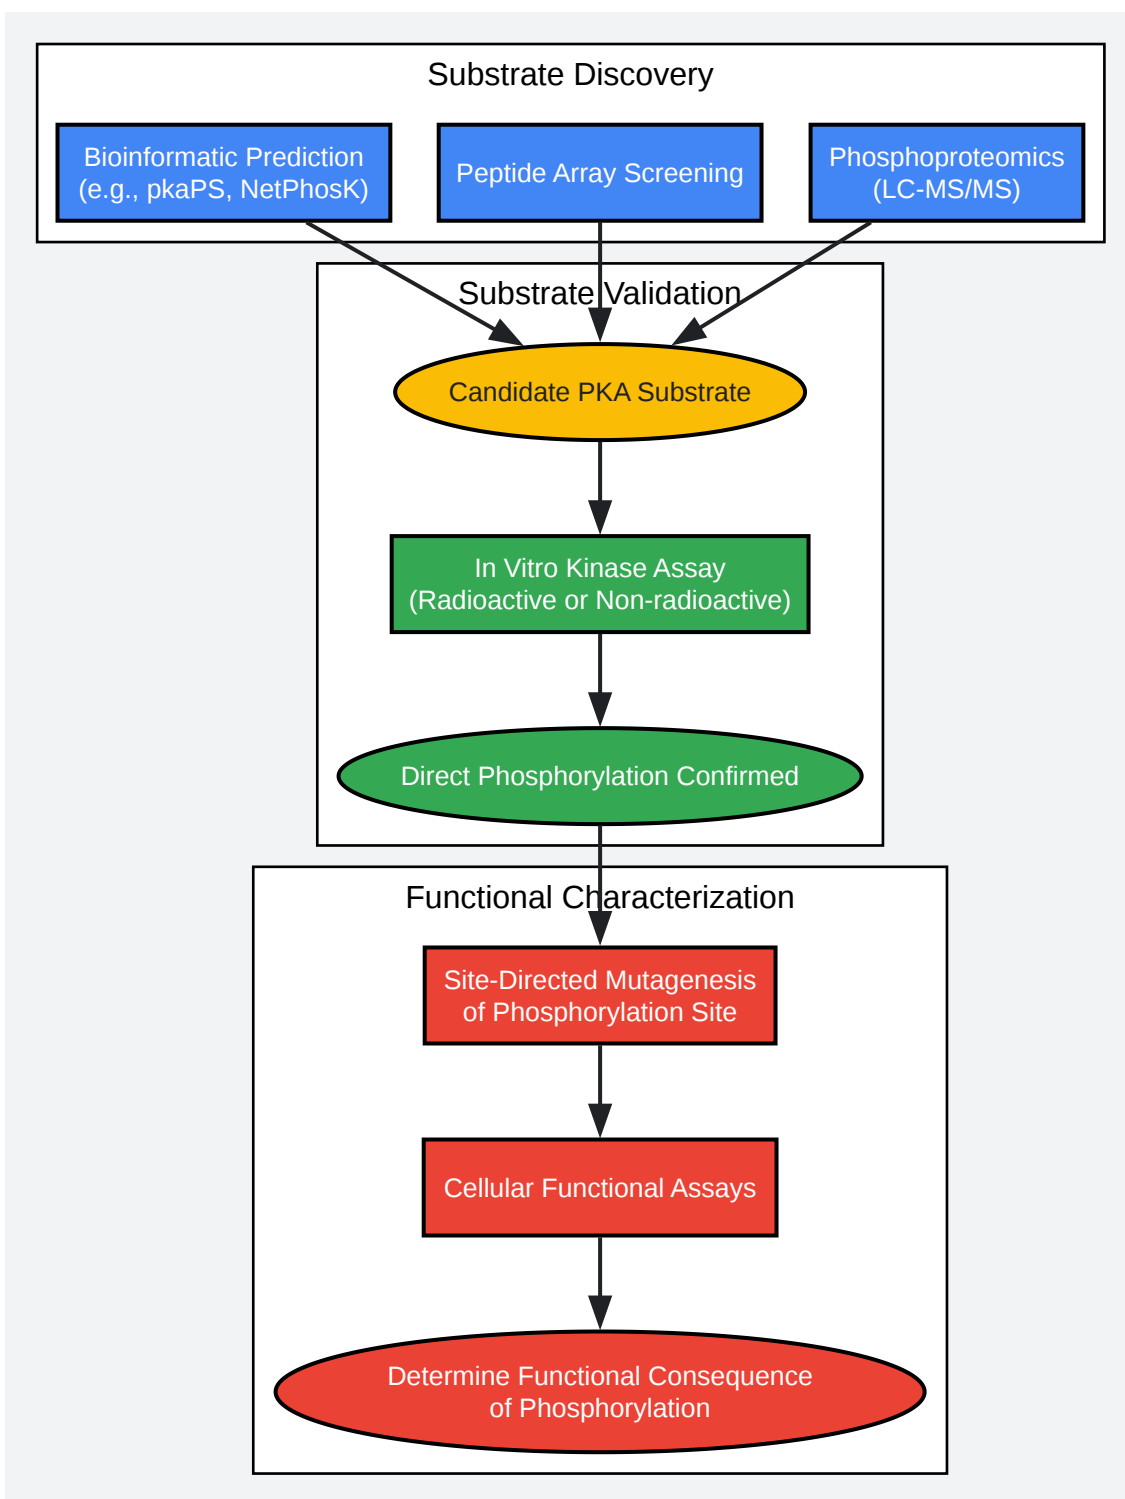 Substrate Discovery
Bioinformatic Prediction
(e.g., pkaPS, NetPhosK)
Peptide Array Screening
Phosphoproteomics
(LC-MS/MS)
Substrate Validation
Candidate PKA Substrate
In Vitro Kinase Assay
(Radioactive or Non-radioactive)
Direct Phosphorylation Confirmed
Functional Characterization
Site-Directed Mutagenesis
of Phosphorylation Site
Cellular Functional Assays
Determine Functional Consequence
of Phosphorylation